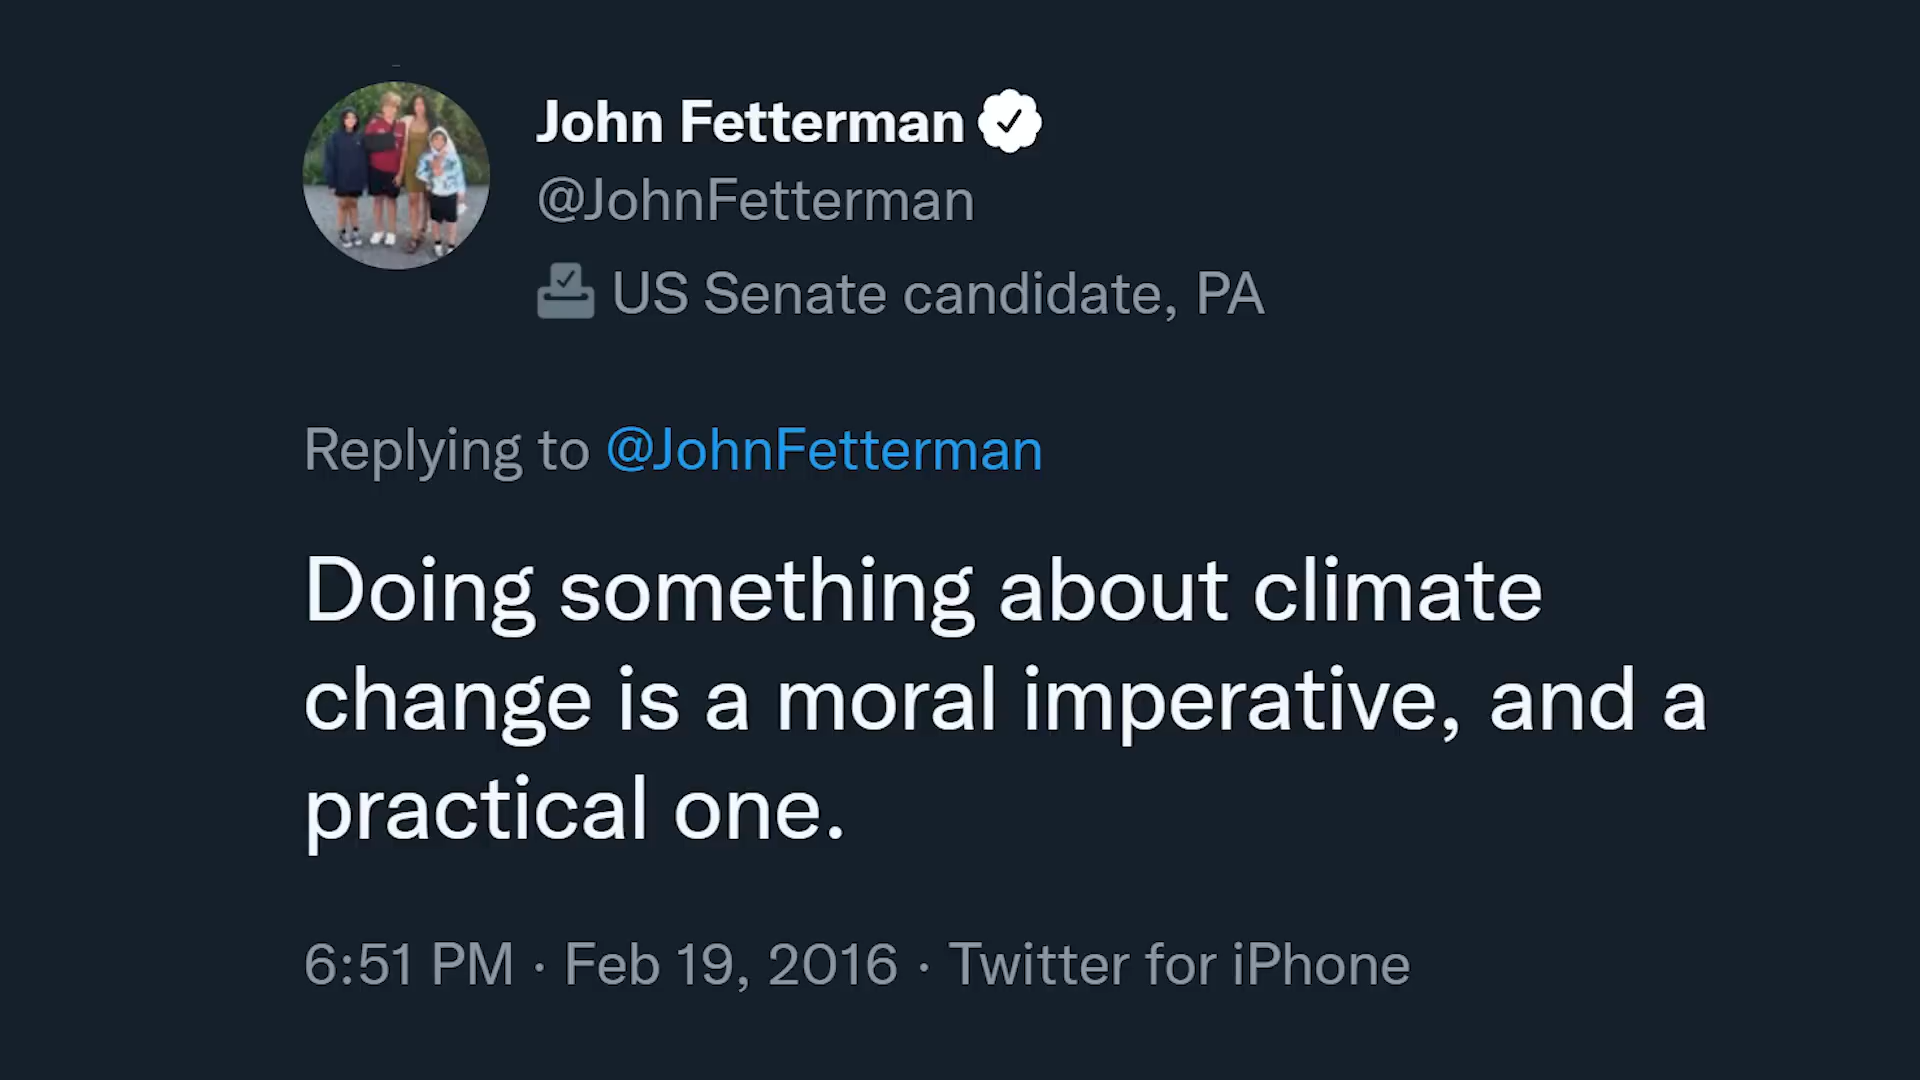 John Fetterman
@JohnFetterman
US Senate candidate, PA
Replying to @JohnFetterman
Doing something about climate
change is a moral imperative, and a
practical one.
6:51 PM · Feb 19, 2016 · Twitter for iPhone